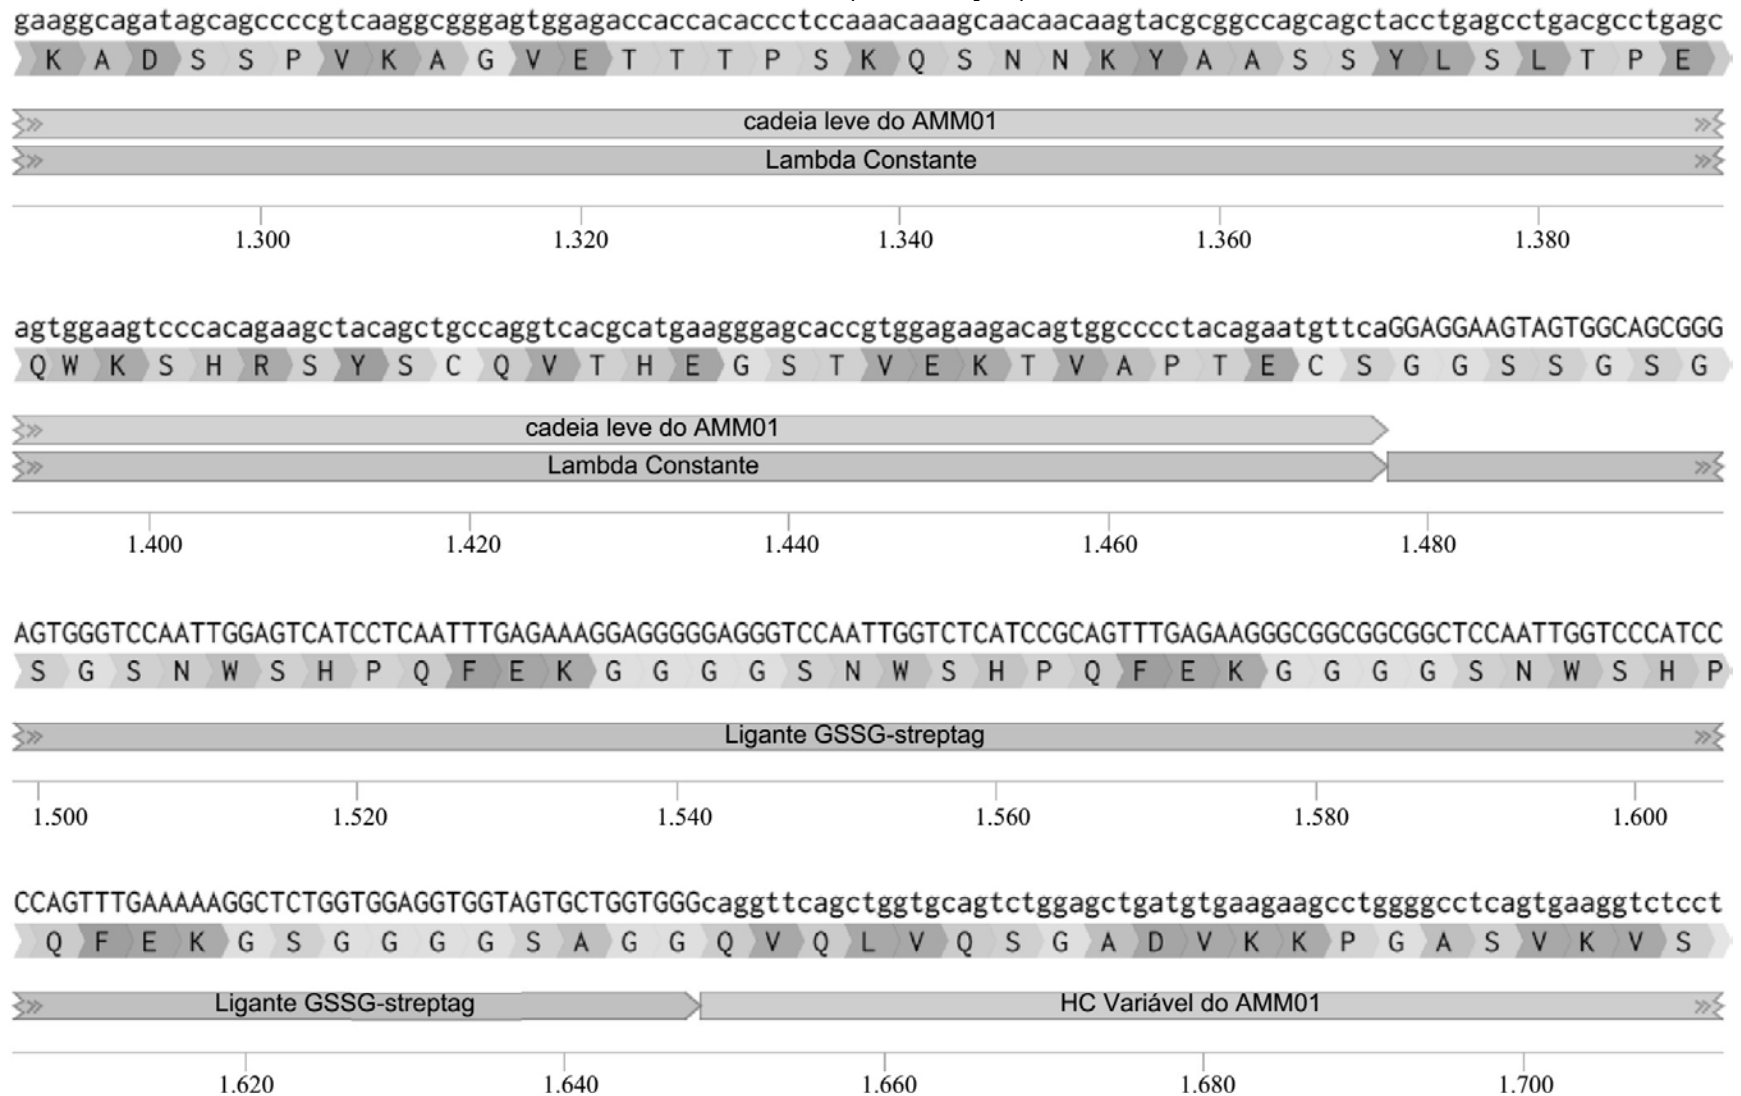 gaaggcagatagcagccccgtcaaggcgggagtggagaccaccacaccctccaaacaaagcaacaacaagtacgcggccagcagctacctgagcctgacgcctgagc
K A D S S P V K A G V E T T T P S K Q S N N K Y A A S S Y L S L T P E
cadeia leve do AMM01
Lambda Constante
1.300 1.320 1.340 1.360 1.380
agtggaagtcccacagaagctacagctgccaggtcacgcatgaagggagcaccgtggagaagacagtggcccctacagaatgttcaGGAGGAAGTAGTGGCAGCGGG
Q W K S H R S Y S C Q V T H E G S T V E K T V A P T E C S G G S S G S G
cadeia leve do AMM01
Lambda Constante
1.400 1.420 1.440 1.460 1.480
AGTGGGTCCAATTGGAGTCATCCTCAATTTGAGAAAGGAGGGGGAGGGTCCAATTGGTCTCATCCGCAGTTTGAGAAGGGCGGCGGCGGCTCCAATTGGTCCCATCC
S G S N W S H P Q F E K G G G G S N W S H P Q F E K G G G G S N W S H P
Ligante GSSG-streptag
1.500 1.520 1.540 1.560 1.580 1.600
CCAGTTTGAAAAAGGCTCTGGTGGAGGTGGTAGTGCTGGTGGGcaggttcagctggtgcagtctggagctgatgtgaagaagcctggggcctcagtgaaggtctcct
Q F E K G S G G G G S A G G Q V Q L V Q S G A D V K K P G A S V K V S
Ligante GSSG-streptag HC Variável do AMM01
1.620 1.640 1.660 1.680 1.700